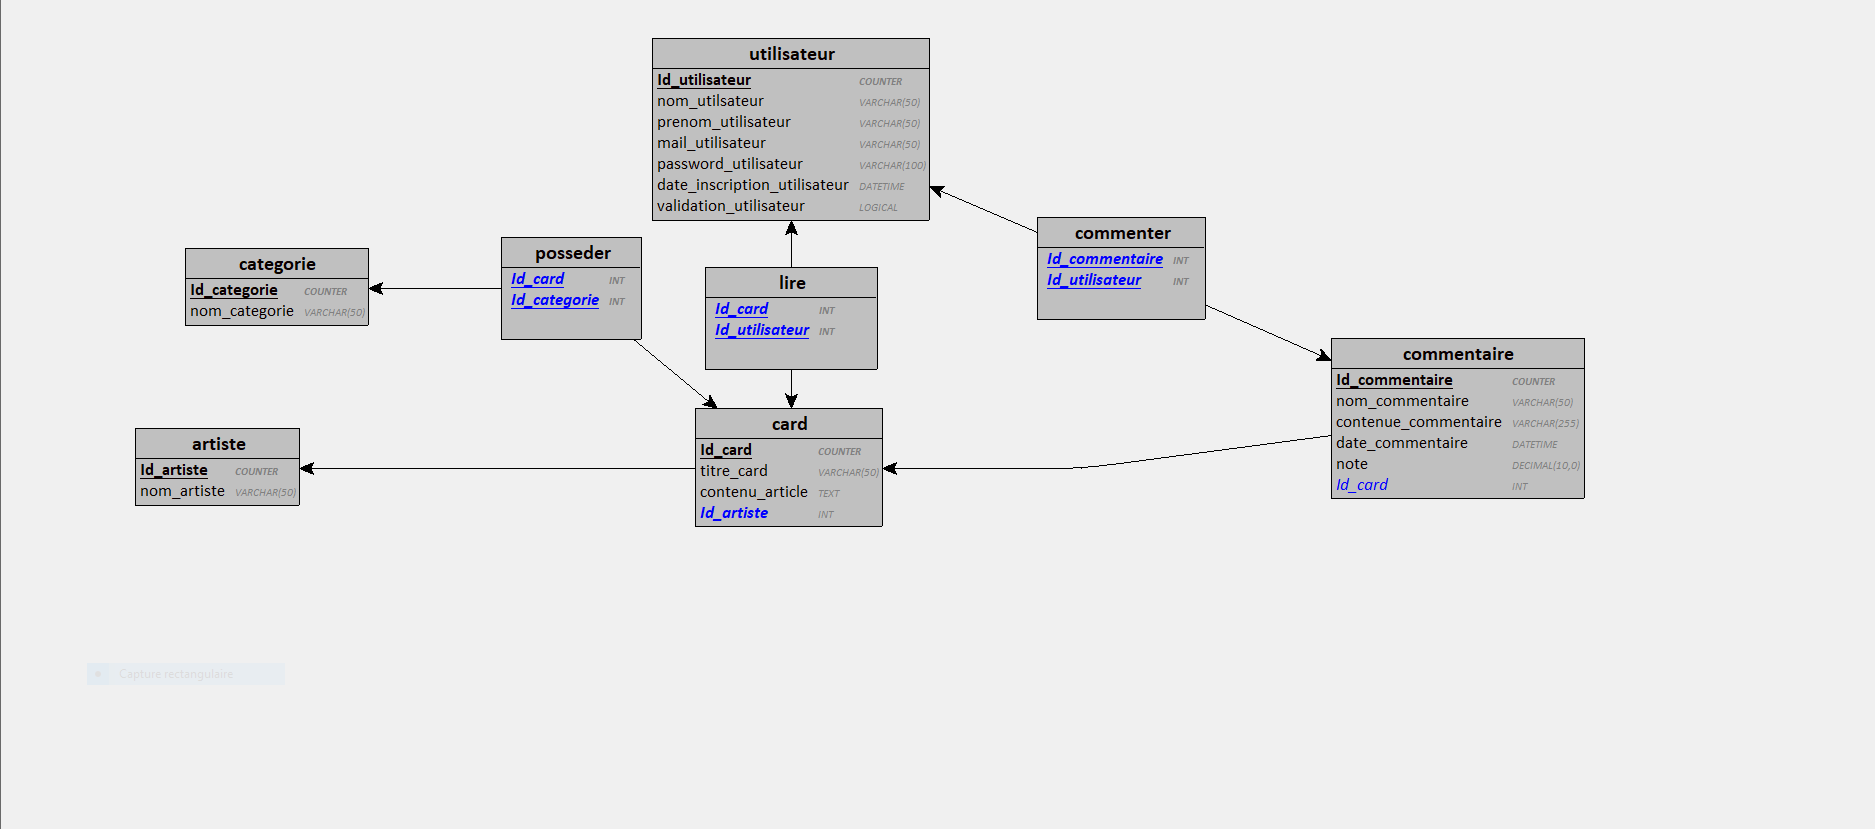 utilisateur
Id_utilisateur COUNTER
nom_utilsateur VARCHAR(50)
prenom_utilisateur VARCHAR(50)
mail_utilisateur VARCHAR(50)
password_utilisateur VARCHAR(100)
date_inscription_utilisateur DATETIME
validation_utilisateur LOGICAL
categorie
Id_categorie COUNTER
nom_categorie VARCHAR(50)
posseder
Id_card INT
Id_categorie INT
lire
Id_card INT
Id_utilisateur INT
commenter
Id_commentaire INT
Id_utilisateur INT
commentaire
Id_commentaire COUNTER
nom_commentaire VARCHAR(50)
contenue_commentaire VARCHAR(255)
date_commentaire DATETIME
note DECIMAL(10,0)
Id_card INT
artiste
Id_artiste COUNTER
nom_artiste VARCHAR(50)
card
Id_card COUNTER
titre_card VARCHAR(50)
contenu_article TEXT
Id_artiste INT
Capture rectangulaire